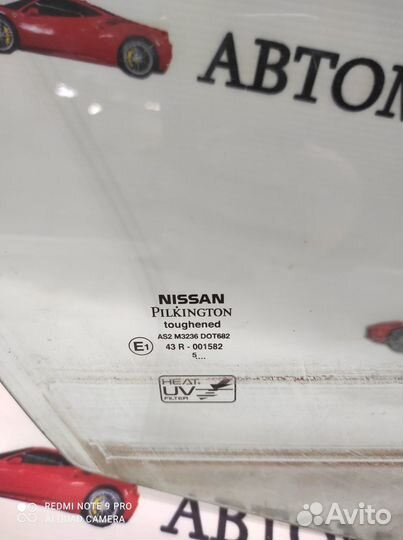 АВТОМ
NISSAN
PILKINGTON
toughened
AS2 M3236 DOT682
E1 43 R - 001582
5....
HEAT
UV
FILTER
REDMI NOTE 9 PRO
AI QUAD CAMERA
АВТО
Avito